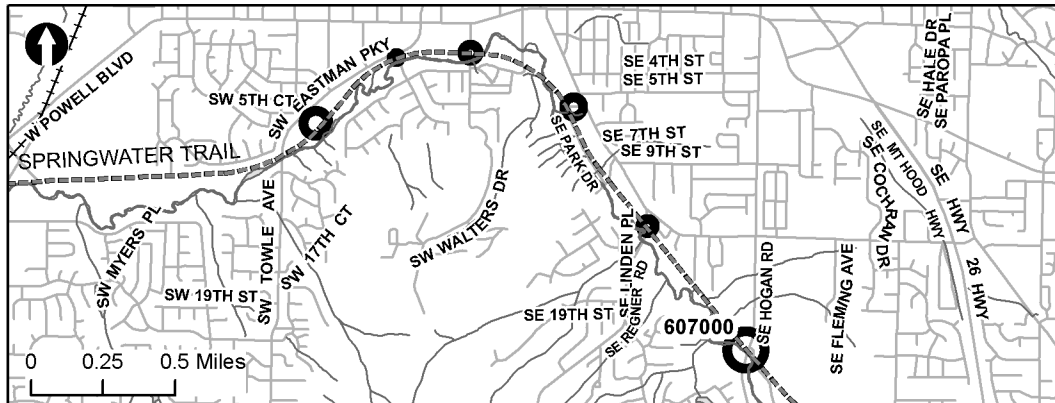 W POWELL BLVD
SW EASTMAN PKY
SW 5TH CT
SPRINGWATER TRAIL
SE 4TH ST
SE 5TH ST
SE 7TH ST
SE 9TH ST
SE PARK DR
SE HALE DR
SE PAROPA PL
SE MT HOOD HWY
SE COCHRAN DR
SE HWY
26 HWY
SW MYERS PL
SW TOWLE AVE
SW 17TH CT
SW WALTERS DR
SW 19TH ST
SE 19TH ST
SE LINDEN PL
SE REGNER RD
SE HOGAN RD
SE FLEMING AVE
607000
0 0.25 0.5 Miles